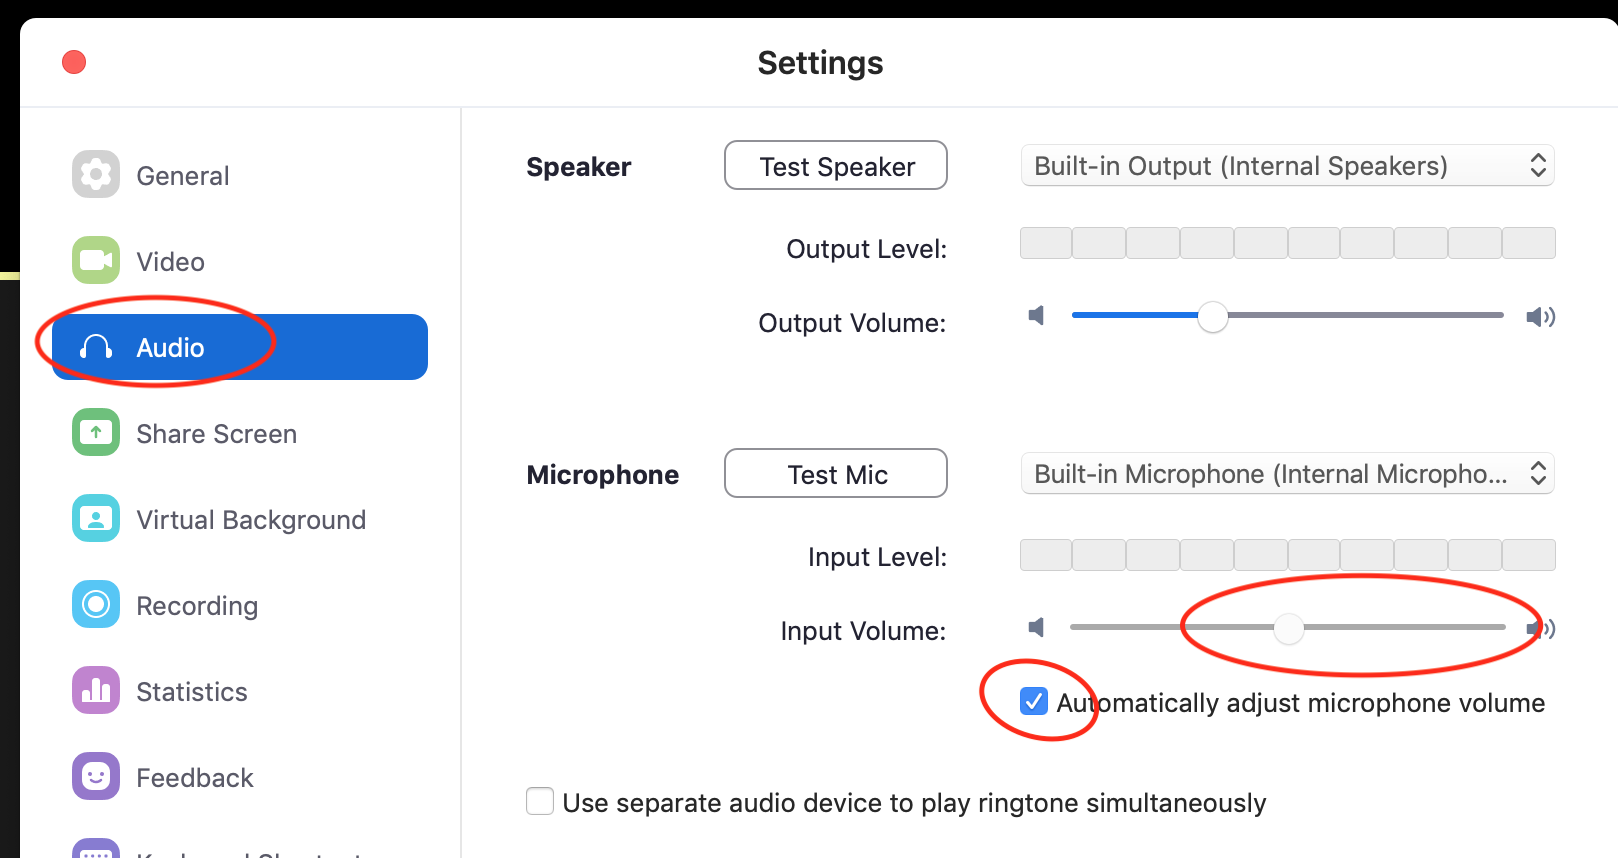 Settings
General
Video
Audio
Share Screen
Virtual Background
Recording
Statistics
Feedback
Speaker
Test Speaker
Built-in Output (Internal Speakers)
Output Level:
Output Volume:
Microphone
Test Mic
Built-in Microphone (Internal Micropho...
Input Level:
Input Volume:
Automatically adjust microphone volume
Use separate audio device to play ringtone simultaneously